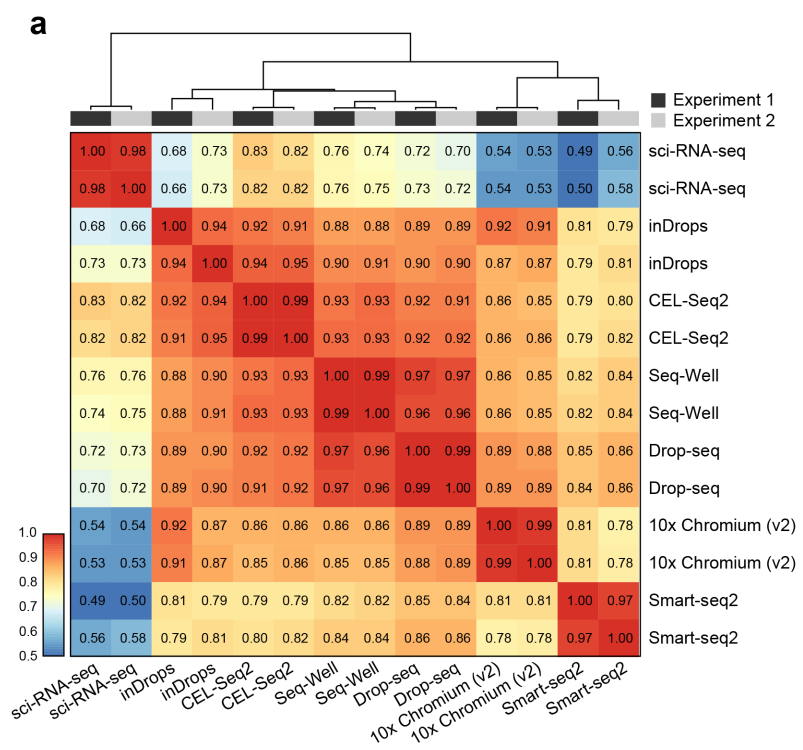 a
Experiment 1
Experiment 2
1.00 0.98 0.68 0.73 0.83 0.82 0.76 0.74 0.72 0.70 0.54 0.53 0.49 0.56 sci-RNA-seq
0.98 1.00 0.66 0.73 0.82 0.82 0.76 0.75 0.73 0.72 0.54 0.53 0.50 0.58 sci-RNA-seq
0.68 0.66 1.00 0.94 0.92 0.91 0.88 0.88 0.89 0.89 0.92 0.91 0.81 0.79 inDrops
0.73 0.73 0.94 1.00 0.94 0.95 0.90 0.91 0.90 0.90 0.87 0.87 0.79 0.81 inDrops
0.83 0.82 0.92 0.94 1.00 0.99 0.93 0.93 0.92 0.91 0.86 0.85 0.79 0.80 CEL-Seq2
0.82 0.82 0.91 0.95 0.99 1.00 0.93 0.93 0.92 0.92 0.86 0.86 0.79 0.82 CEL-Seq2
0.76 0.76 0.88 0.90 0.93 0.93 1.00 0.99 0.97 0.97 0.86 0.85 0.82 0.84 Seq-Well
0.74 0.75 0.88 0.91 0.93 0.93 0.99 1.00 0.96 0.96 0.86 0.85 0.82 0.84 Seq-Well
0.72 0.73 0.89 0.90 0.92 0.92 0.97 0.96 1.00 0.99 0.89 0.88 0.85 0.86 Drop-seq
0.70 0.72 0.89 0.90 0.91 0.92 0.97 0.96 0.99 1.00 0.89 0.89 0.84 0.86 Drop-seq
0.54 0.54 0.92 0.87 0.86 0.86 0.86 0.86 0.89 0.89 1.00 0.99 0.81 0.78 10x Chromium (v2)
0.53 0.53 0.91 0.87 0.85 0.86 0.85 0.85 0.88 0.89 0.99 1.00 0.81 0.78 10x Chromium (v2)
0.49 0.50 0.81 0.79 0.79 0.79 0.82 0.82 0.85 0.84 0.81 0.81 1.00 0.97 Smart-seq2
0.56 0.58 0.79 0.81 0.80 0.82 0.84 0.84 0.86 0.86 0.78 0.78 0.97 1.00 Smart-seq2
1.0
0.9
0.8
0.7
0.6
0.5
sci-RNA-seq
sci-RNA-seq
inDrops
inDrops
CEL-Seq2
CEL-Seq2
Seq-Well
Seq-Well
Drop-seq
Drop-seq
10x Chromium (v2)
10x Chromium (v2)
Smart-seq2
Smart-seq2